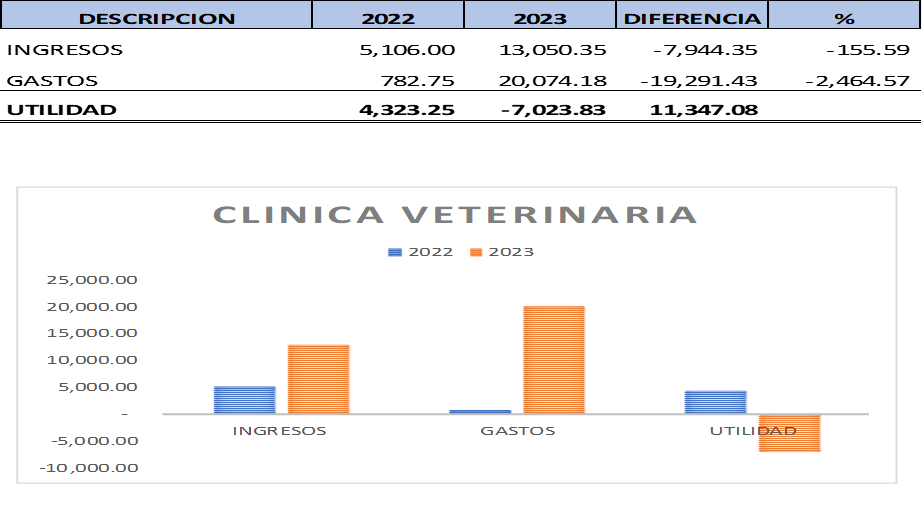 DESCRIPCION 2022 2023 DIFERENCIA %
INGRESOS 5,106.00 13,050.35 -7,944.35 -155.59
GASTOS 782.75 20,074.18 -19,291.43 -2,464.57
UTILIDAD 4,323.25 -7,023.83 11,347.08
CLINICA VETERINARIA
2022 2023
25,000.00
20,000.00
15,000.00
10,000.00
5,000.00
-
-5,000.00
-10,000.00
INGRESOS GASTOS UTILIDAD